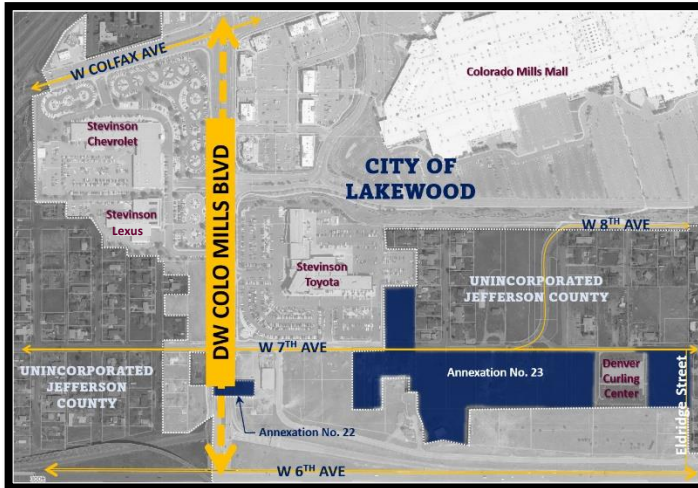 W COLFAX AVE
Colorado Mills Mall
Stevinson
Chevrolet
CITY OF
LAKEWOOD
DW COLO MILLS BLVD
Stevinson
Lexus
W 8TH AVE
Stevinson
Toyota
UNINCORPORATED
JEFFERSON COUNTY
W 7TH AVE
UNINCORPORATED
JEFFERSON
COUNTY
Annexation No. 23
Denver
Curling
Center
Eldridge Street
Annexation No. 22
W 6TH AVE